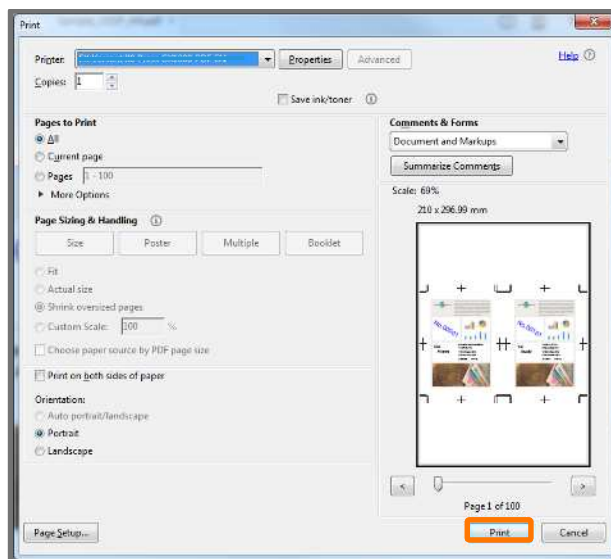 Print
Printer:
Properties
Advanced
Help
Copies: 1
Save ink/toner
Pages to Print
All
Current page
Pages 1 - 100
More Options
Page Sizing & Handling
Size Poster Multiple Booklet
Fit
Actual size
Shrink oversized pages
Custom Scale: 100 %
Choose paper source by PDF page size
Print on both sides of paper
Orientation:
Auto portrait/landscape
Portrait
Landscape
Comments & Forms
Document and Markups
Summarize Comments
Scale: 69%
210 x 296.99 mm
<
>
Page 1 of 100
Page Setup...
Print
Cancel